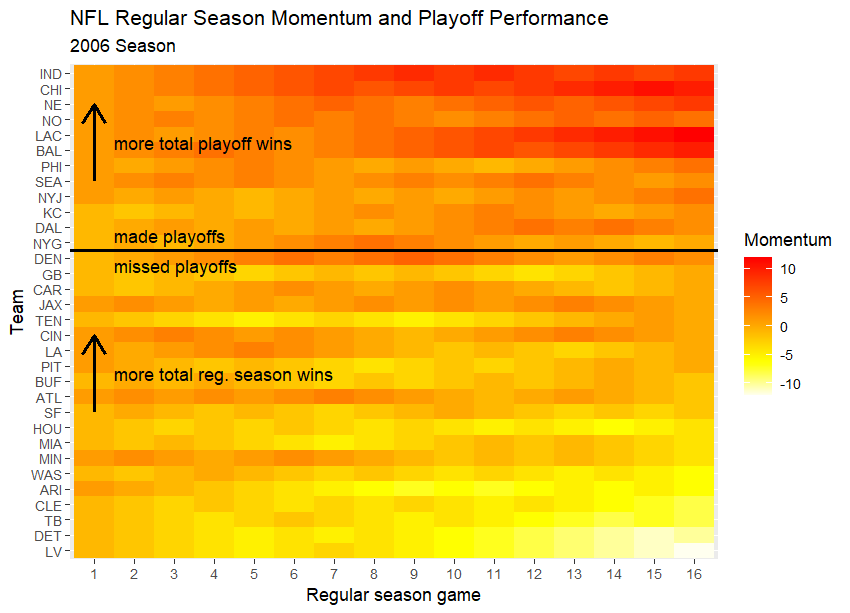 NFL Regular Season Momentum and Playoff Performance
2006 Season
IND
CHI
NE
NO
LAC
BAL
PHI
SEA
NYJ
KC
DAL
NYG
DEN
GB
CAR
JAX
TEN
CIN
LA
PIT
BUF
ATL
SF
HOU
MIA
MIN
WAS
ARI
CLE
TB
DET
LV
Team
more total playoff wins
made playoffs
missed playoffs
more total reg. season wins
1 2 3 4 5 6 7 8 9 10 11 12 13 14 15 16
Regular season game
Momentum
10
5
0
-5
-10